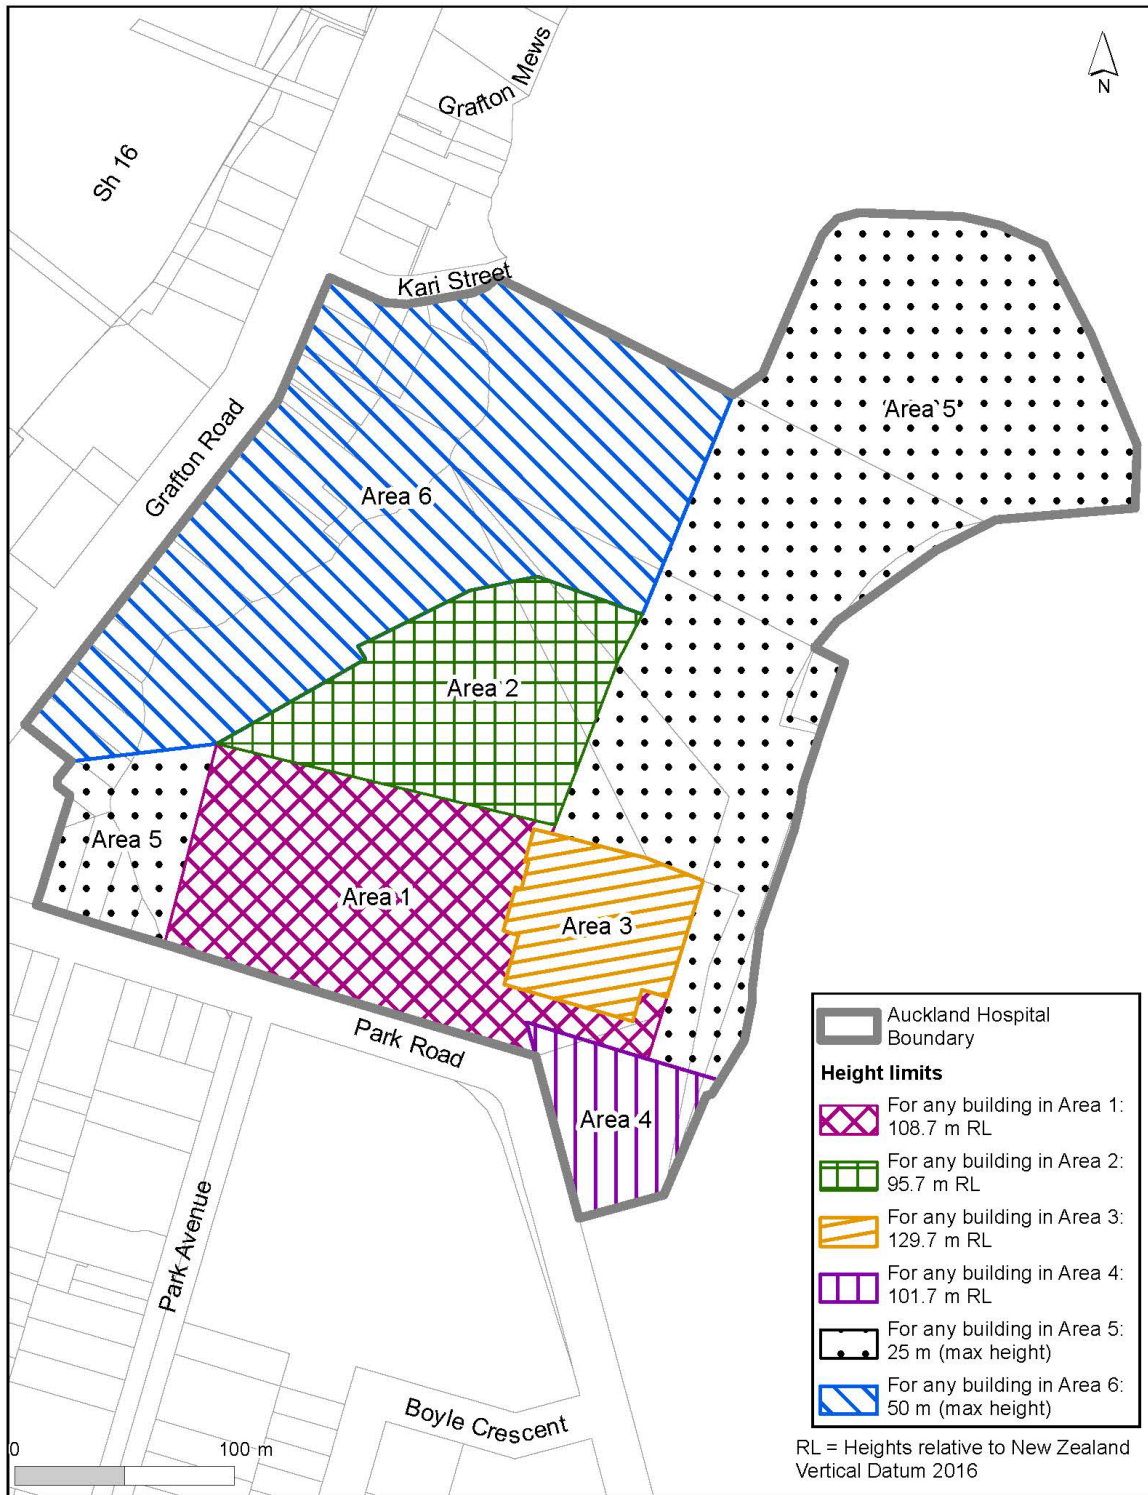 Grafton Mews
N
Sh 16
Kari Street
Area 5
Grafton Road
Area 6
Area 2
Area 5
Area 1
Area 3
Park Road
Area 4
Park Avenue
Boyle Crescent
0 100 m
Auckland Hospital
Boundary
Height limits
For any building in Area 1:
108.7 m RL
For any building in Area 2:
95.7 m RL
For any building in Area 3:
129.7 m RL
For any building in Area 4:
101.7 m RL
For any building in Area 5:
25 m (max height)
For any building in Area 6:
50 m (max height)
RL = Heights relative to New Zealand
Vertical Datum 2016